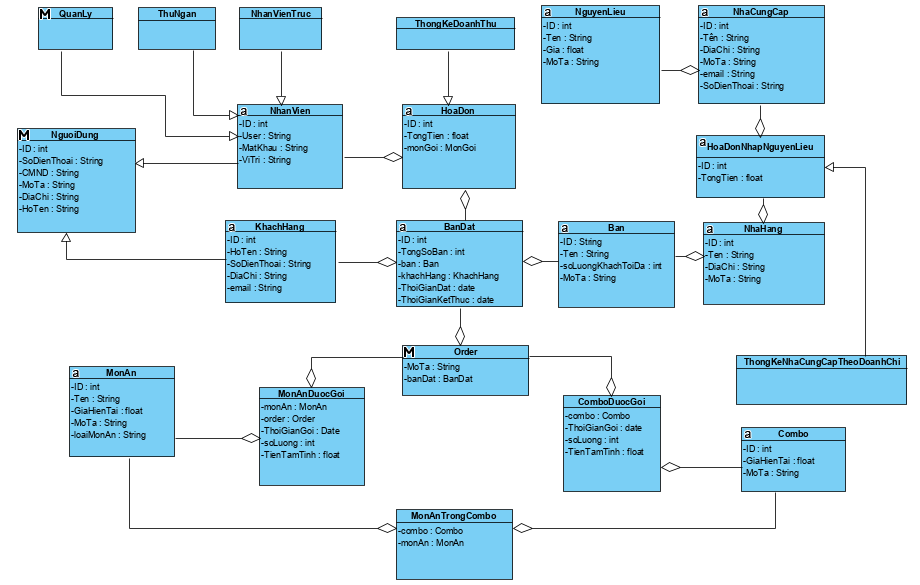 QuanLy
ThuNgan
NhanVienTruc
ThongKeDoanhThu
NguyenLieu
-ID : int
-Ten : String
-Gia : float
-MoTa : String
NhaCungCap
-ID : int
-Tên : String
-DiaChi : String
-MoTa : String
-email : String
-SoDienThoai : String
NhanVien
-ID : int
-User : String
-MatKhau : String
-ViTri : String
HoaDon
-ID : int
-TongTien : float
-monGoi : MonGoi
NguoiDung
-ID : int
-SoDienThoai : String
-CMND : String
-MoTa : String
-DiaChi : String
-HoTen : String
HoaDonNhapNguyenLieu
-ID : int
-TongTien : float
KhachHang
-ID : int
-HoTen : String
-SoDienThoai : String
-DiaChi : String
-email : String
BanDat
-ID : int
-TongSoBan : int
-ban : Ban
-khachHang : KhachHang
-ThoiGianDat : date
-ThoiGianKetThuc : date
Ban
-ID : String
-Ten : String
-soLuongKhachToiDa : int
-MoTa : String
NhaHang
-ID : int
-Ten : String
-DiaChi : String
-MoTa : String
Order
-MoTa : String
-banDat : BanDat
ThongKeNhaCungCapTheoDoanhChi
MonAn
-ID : int
-Ten : String
-GiaHienTai : float
-MoTa : String
-loaiMonAn : String
MonAnDuocGoi
-monAn : MonAn
-order : Order
-ThoiGianGoi : Date
-soLuong : int
-TienTamTinh : float
ComboDuocGoi
-combo : Combo
-ThoiGianGoi : date
-soLuong : int
-TienTamTinh : float
Combo
-ID : int
-GiaHienTai : float
-MoTa : String
MonAnTrongCombo
-combo : Combo
-monAn : MonAn